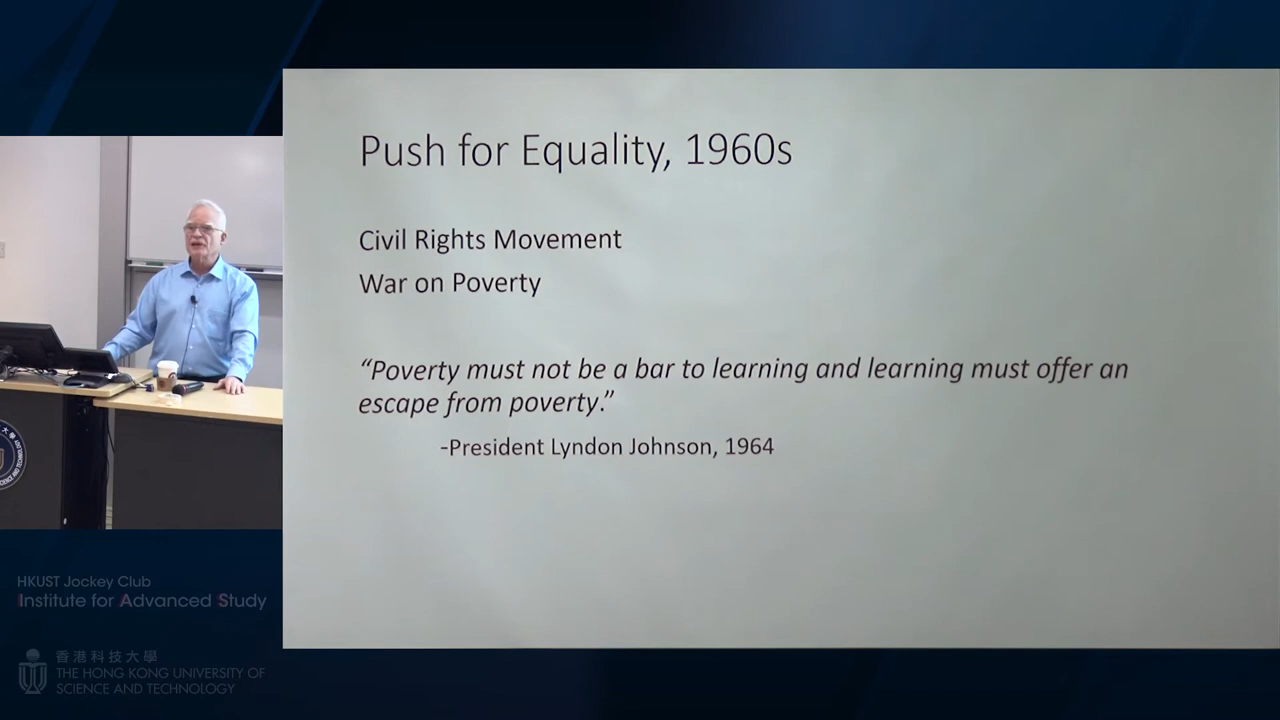 Push for Equality, 1960s
Civil Rights Movement
War on Poverty
“Poverty must not be a bar to learning and learning must offer an
escape from poverty.”
-President Lyndon Johnson, 1964
HKUST Jockey Club
Institute for Advanced Study
香港科技大學
THE HONG KONG UNIVERSITY OF
SCIENCE AND TECHNOLOGY